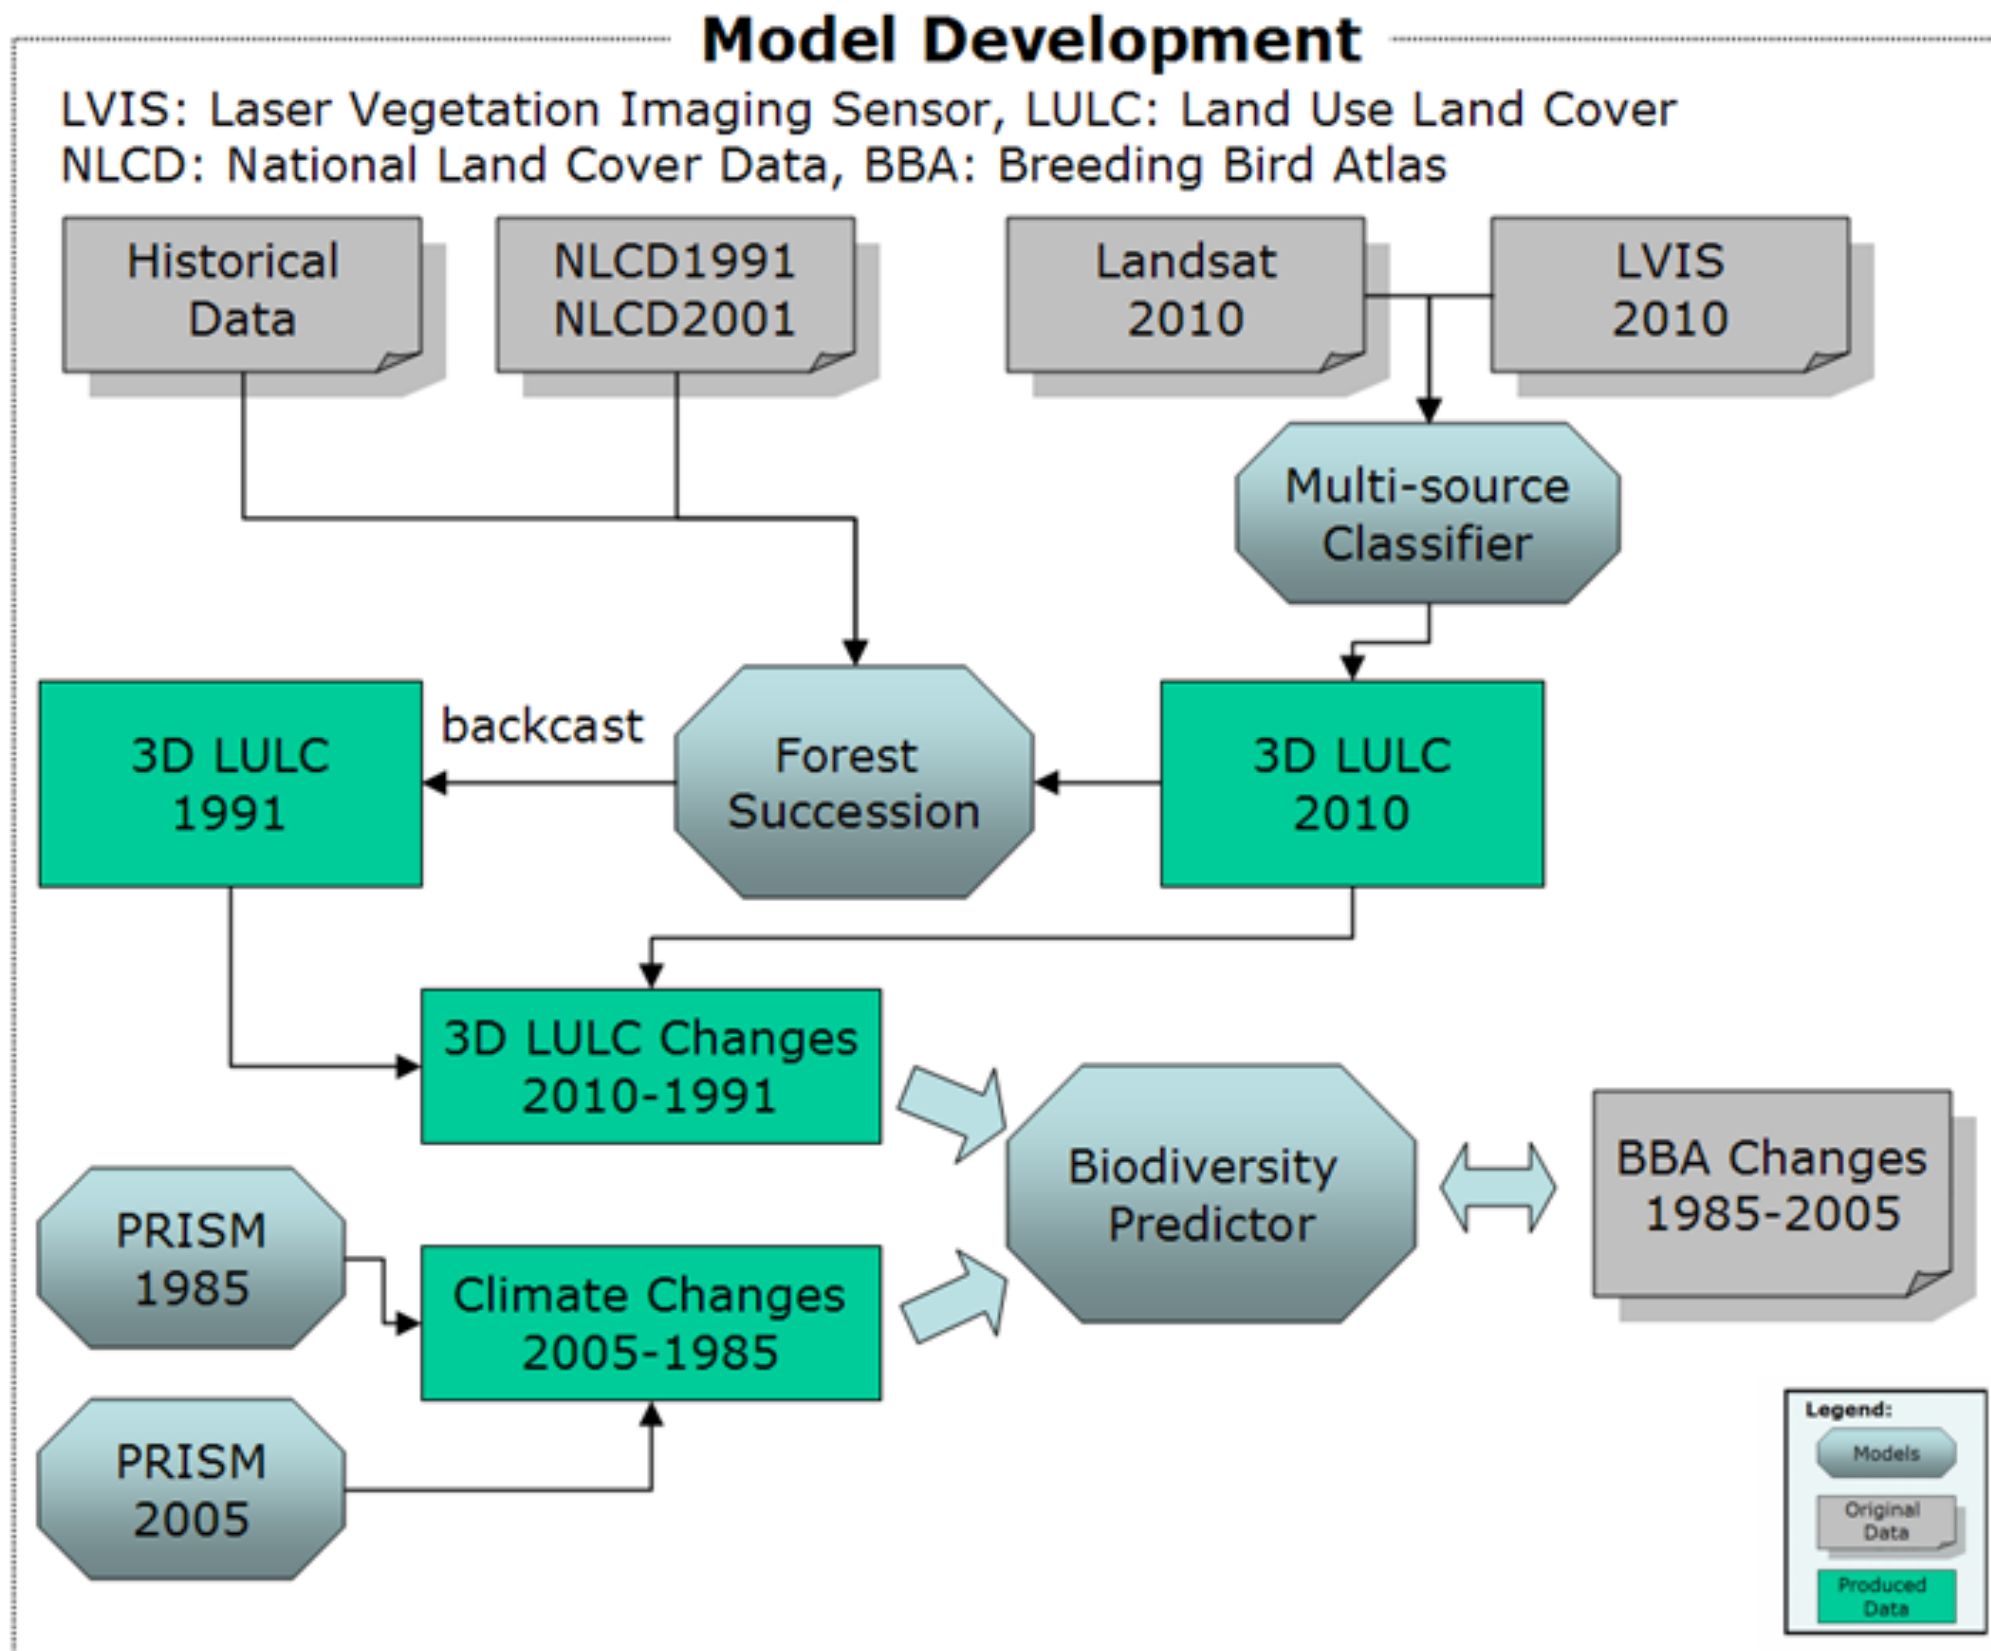 Model Development
LVIS: Laser Vegetation Imaging Sensor, LULC: Land Use Land Cover
NLCD: National Land Cover Data, BBA: Breeding Bird Atlas
Historical
Data
NLCD1991
NLCD2001
Landsat
2010
LVIS
2010
Multi-source
Classifier
3D LULC
1991
backcast
Forest
Succession
3D LULC
2010
3D LULC Changes
2010-1991
Biodiversity
Predictor
BBA Changes
1985-2005
PRISM
1985
Climate Changes
2005-1985
PRISM
2005
Legend:
Models
Original
Data
Produced
Data